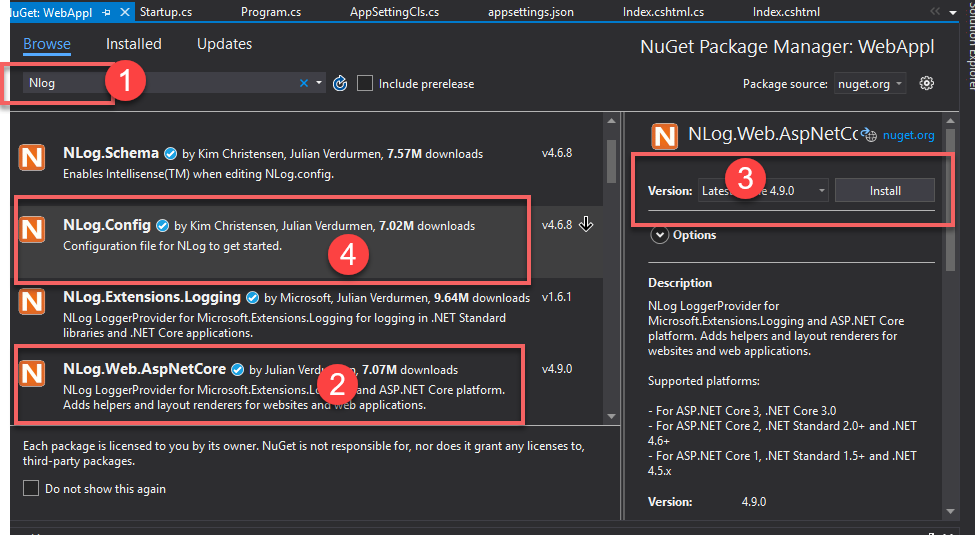 NuGet: WebAppl
Startup.cs
Program.cs
AppSettingCls.cs
appsettings.json
Index.cshtml.cs
Index.cshtml
Solution Explorer
Browse
Installed
Updates
NuGet Package Manager: WebAppl
Nlog
1
Include prerelease
Package source: nuget.org
N NLog.Schema by Kim Christensen, Julian Verdurmen, 7.57M downloads v4.6.8
Enables Intellisense(TM) when editing NLog.config.
N NLog.Config by Kim Christensen, Julian Verdurmen, 7.02M downloads v4.6.8
Configuration file for NLog to get started.
4
N NLog.Extensions.Logging by Microsoft, Julian Verdurmen, 9.64M downloads v1.6.1
NLog LoggerProvider for Microsoft.Extensions.Logging for logging in .NET Standard
libraries and .NET Core applications.
N NLog.Web.AspNetCore by Julian Verdurmen, 7.07M downloads v4.9.0
2
NLog LoggerProvider for Microsoft.Extensions.Lo and ASP.NET Core platform.
Adds helpers and layout renderers for websites and web applications.
Each package is licensed to you by its owner. NuGet is not responsible for, nor does it grant any licenses to,
third-party packages.
Do not show this again
N NLog.Web.AspNetCo nuget.org
3
Version: Latest 4.9.0 Install
Options
Description
NLog LoggerProvider for
Microsoft.Extensions.Logging and ASP.NET Core
platform. Adds helpers and layout renderers for
websites and web applications.
Supported platforms:
- For ASP.NET Core 3, .NET Core 3.0
- For ASP.NET Core 2, .NET Standard 2.0+ and .NET
4.6+
- For ASP.NET Core 1, .NET Standard 1.5+ and .NET
4.5.x
Version: 4.9.0